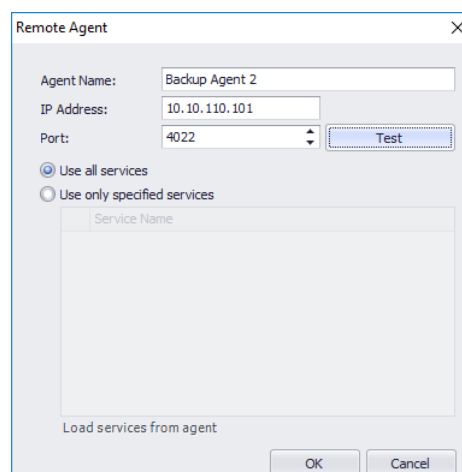 Remote Agent
Agent Name: Backup Agent 2
IP Address: 10.10.110.101
Port: 4022 Test
Use all services
Use only specified services
Service Name
Load services from agent
OK Cancel